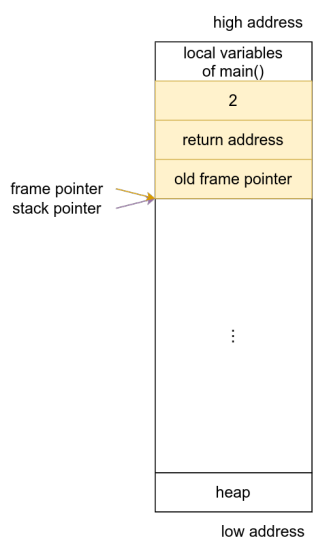 high address
local variables
of main()
2
return address
old frame pointer
frame pointer
stack pointer
⋮
heap
low address